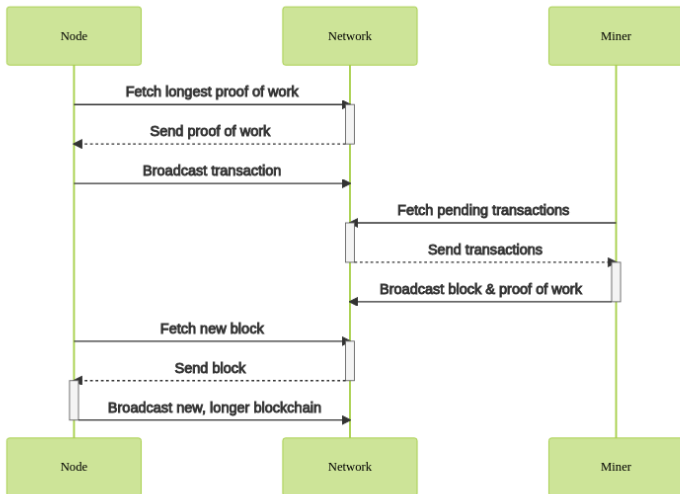 Node
Network
Miner
Fetch longest proof of work
Send proof of work
Broadcast transaction
Fetch pending transactions
Send transactions
Broadcast block & proof of work
Fetch new block
Send block
Broadcast new, longer blockchain
Node
Network
Miner